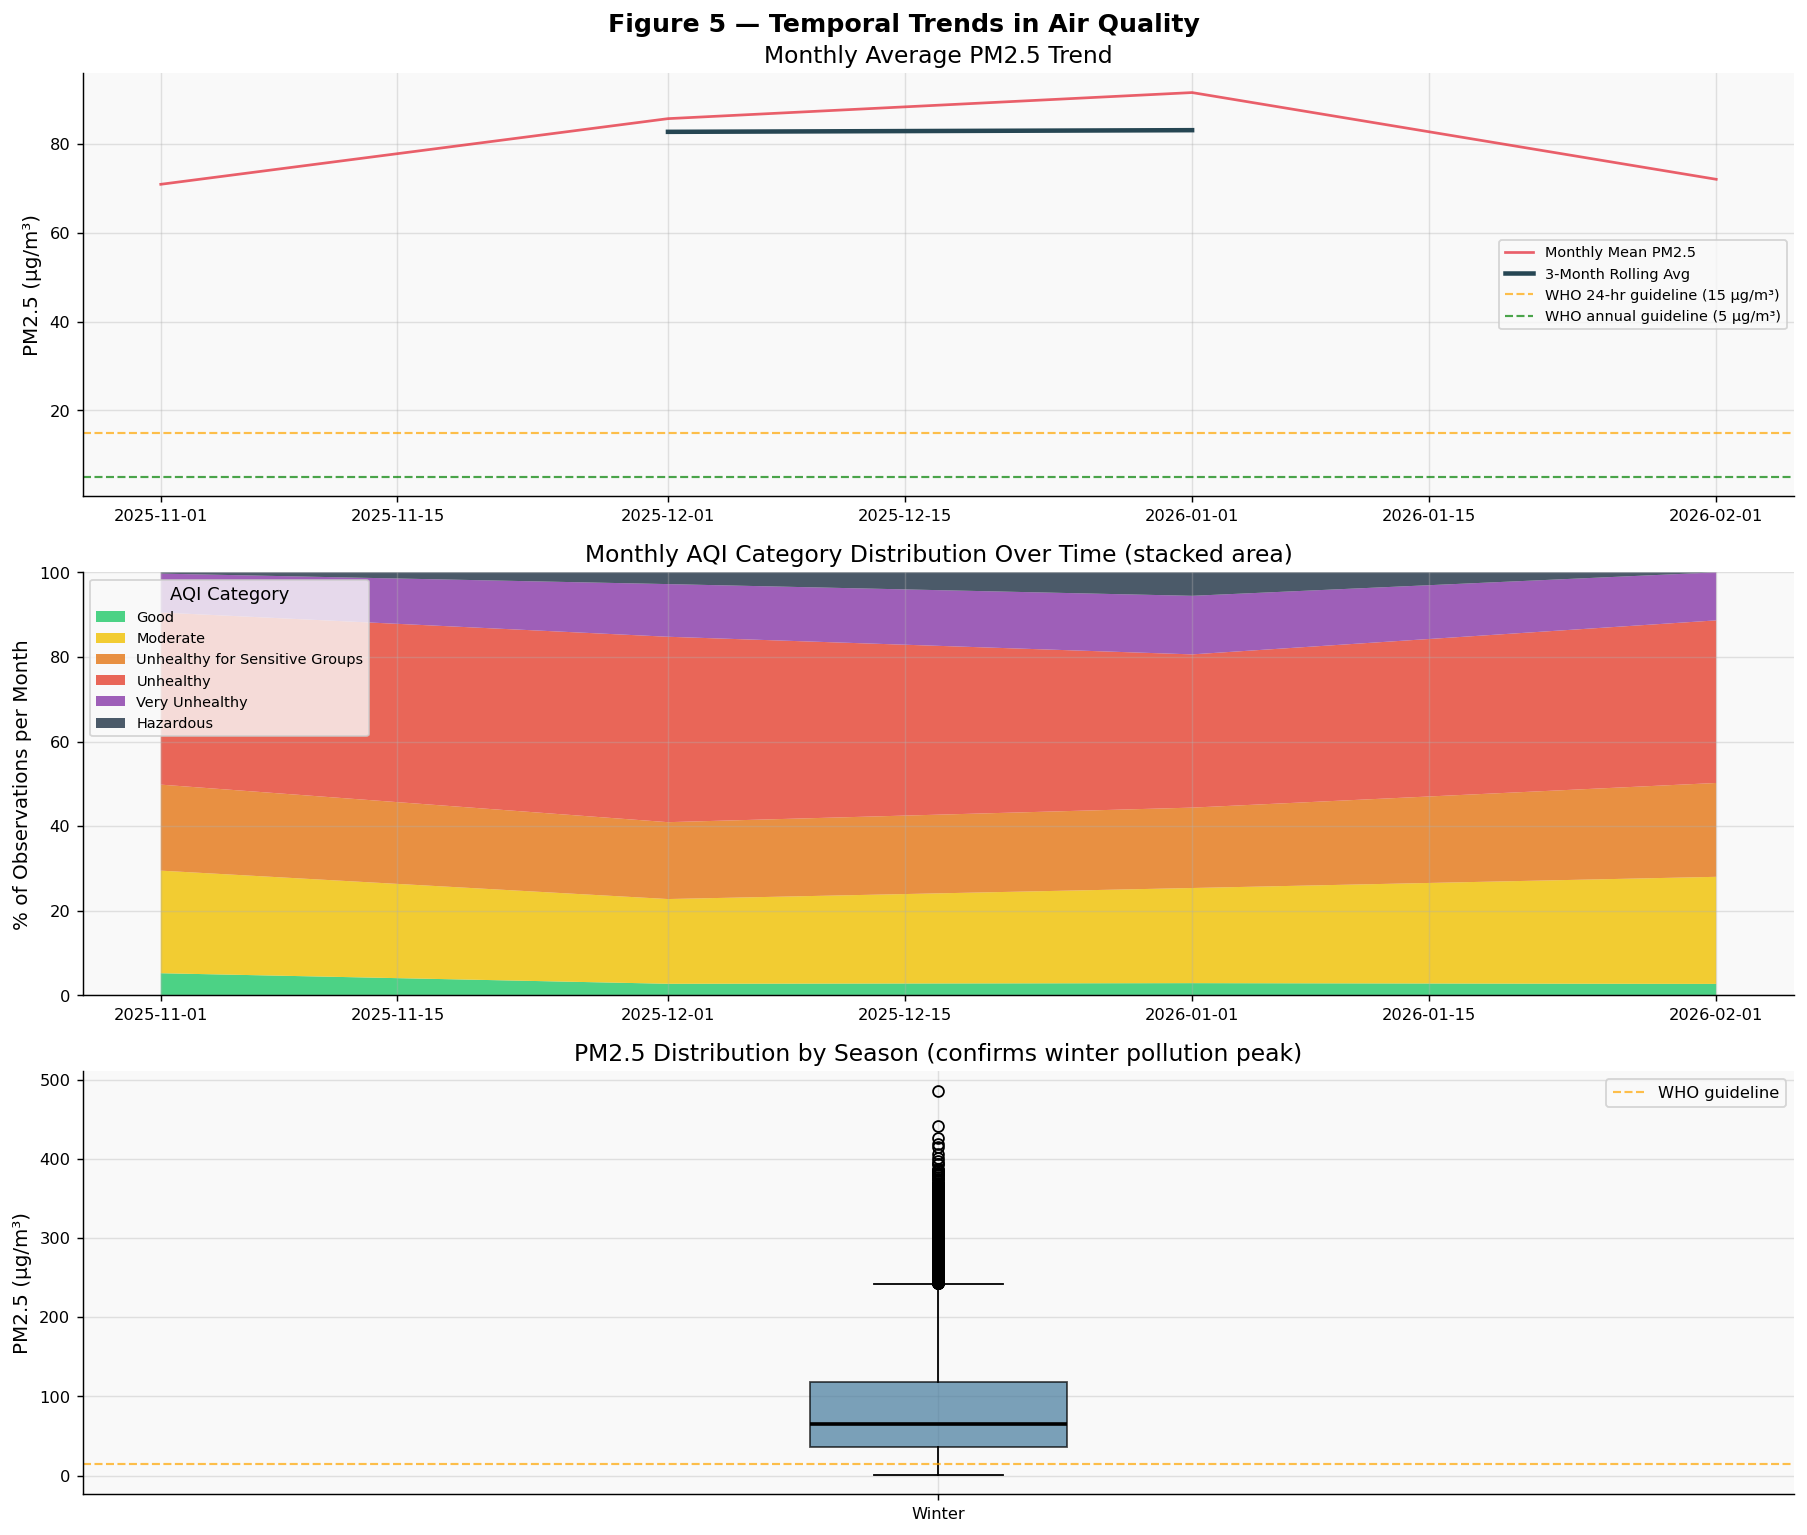 Figure 5 — Temporal Trends in Air Quality
Monthly Average PM2.5 Trend
PM2.5 (µg/m³)
80
60
40
20
Monthly Mean PM2.5
3-Month Rolling Avg
WHO 24-hr guideline (15 µg/m³)
WHO annual guideline (5 µg/m³)
2025-11-01 2025-11-15 2025-12-01 2025-12-15 2026-01-01 2026-01-15 2026-02-01
Monthly AQI Category Distribution Over Time (stacked area)
% of Observations per Month
100
80
60
40
20
0
AQI Category
Good
Moderate
Unhealthy for Sensitive Groups
Unhealthy
Very Unhealthy
Hazardous
2025-11-01 2025-11-15 2025-12-01 2025-12-15 2026-01-01 2026-01-15 2026-02-01
PM2.5 Distribution by Season (confirms winter pollution peak)
PM2.5 (µg/m³)
500
400
300
200
100
0
WHO guideline
Winter